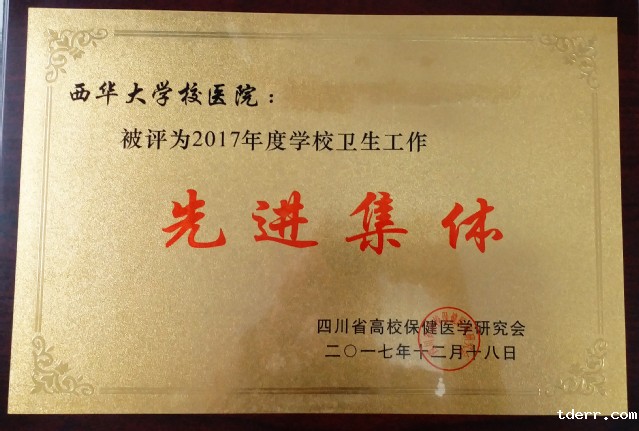 西华大学校医院：
被评为2017年度学校卫生工作
先进集体
四川省高校保健医学研究会
二〇一七年十二月十八日
tderr.com